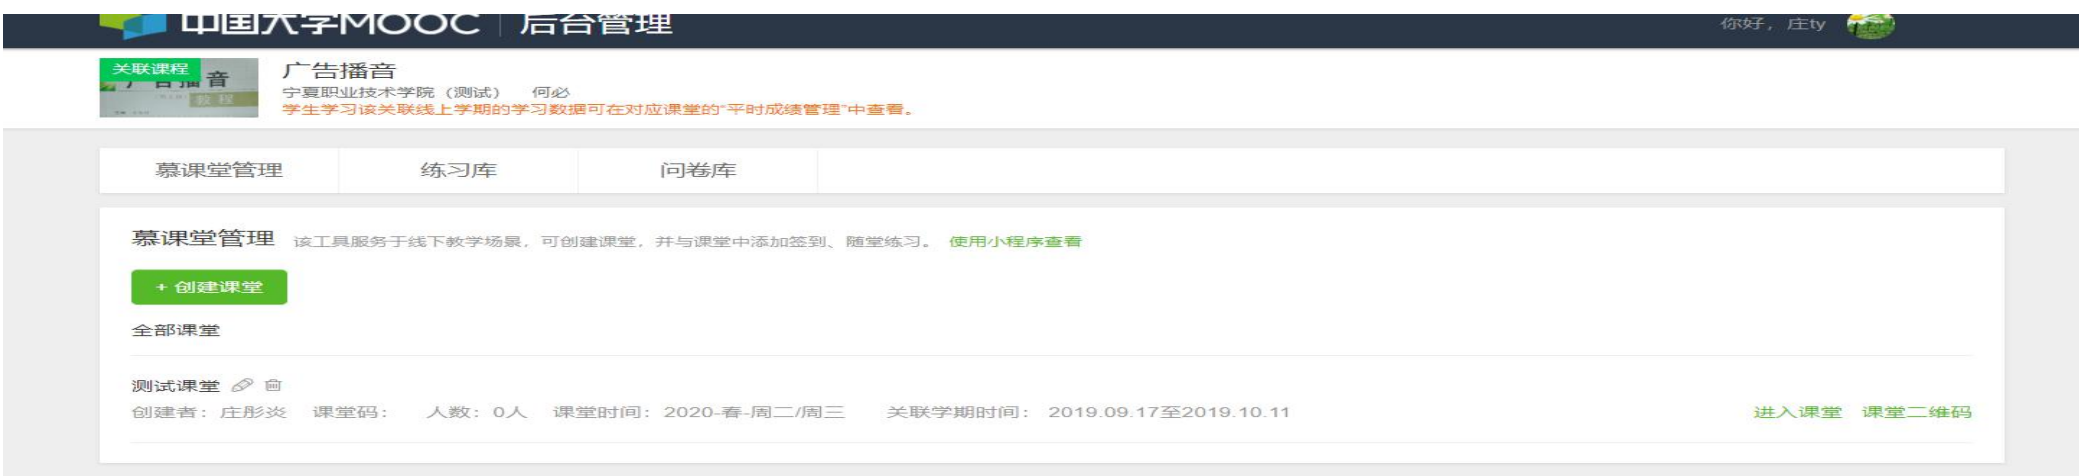 中国大学MOOC 后台管理
你好，庄ty
关联课程
广告播音
教程
广告播音
宁夏职业技术学院（测试） 何必
学生学习该关联线上学期的学习数据可在对应课堂的“平时成绩管理”中查看。
慕课堂管理 练习库 问卷库
慕课堂管理 该工具服务于线下教学场景，可创建课堂，并与课堂中添加签到、随堂练习。 使用小程序查看
+ 创建课堂
全部课堂
测试课堂
创建者：庄彤炎 课堂码： 人数：0人 课堂时间：2020-春-周二/周三 关联学期时间： 2019.09.17至2019.10.11 进入课堂 课堂二维码